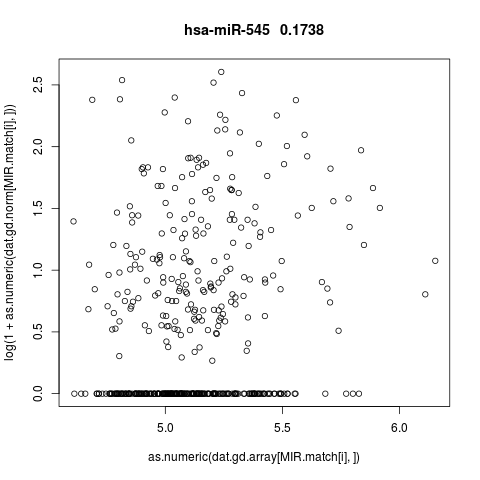 hsa-miR-545 0.1738
log(1 + as.numeric(dat.gd.norm[MIR.match[i], ]))
2.5
2.0
1.5
1.0
0.5
0.0
5.0 5.5 6.0
as.numeric(dat.gd.array[MIR.match[i], ])